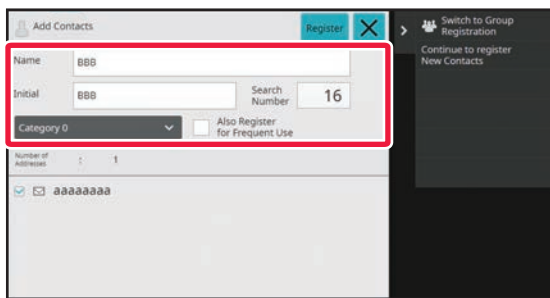 Add Contacts
Register
Name
BBB
Initial
BBB
Search
Number
16
Category 0
Also Register
for Frequent Use
Number of
Addresses
:
1
aaaaaaaa
Switch to Group
Registration
Continue to register
New Contacts